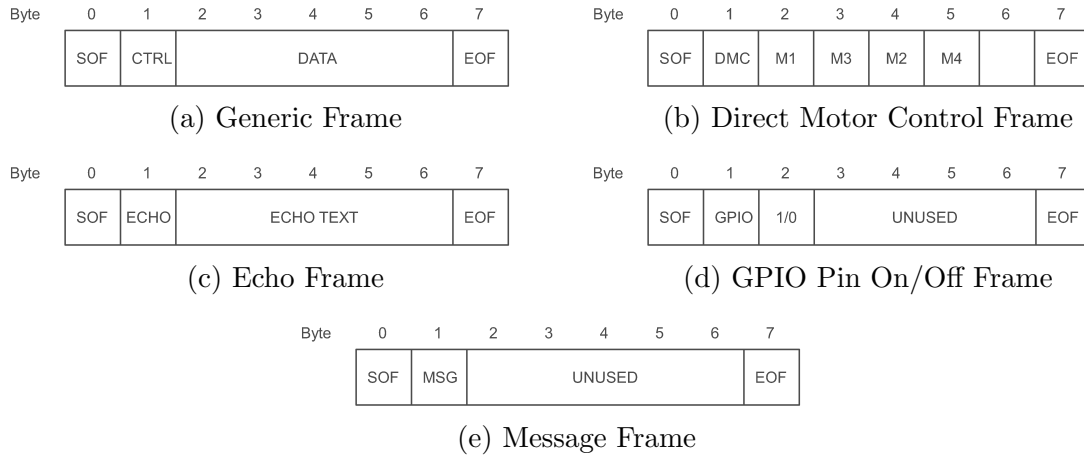 Byte 0 1 2 3 4 5 6 7
SOF CTRL DATA EOF
(a) Generic Frame
Byte 0 1 2 3 4 5 6 7
SOF DMC M1 M3 M2 M4 EOF
(b) Direct Motor Control Frame
Byte 0 1 2 3 4 5 6 7
SOF ECHO ECHO TEXT EOF
(c) Echo Frame
Byte 0 1 2 3 4 5 6 7
SOF GPIO 1/0 UNUSED EOF
(d) GPIO Pin On/Off Frame
Byte 0 1 2 3 4 5 6 7
SOF MSG UNUSED EOF
(e) Message Frame